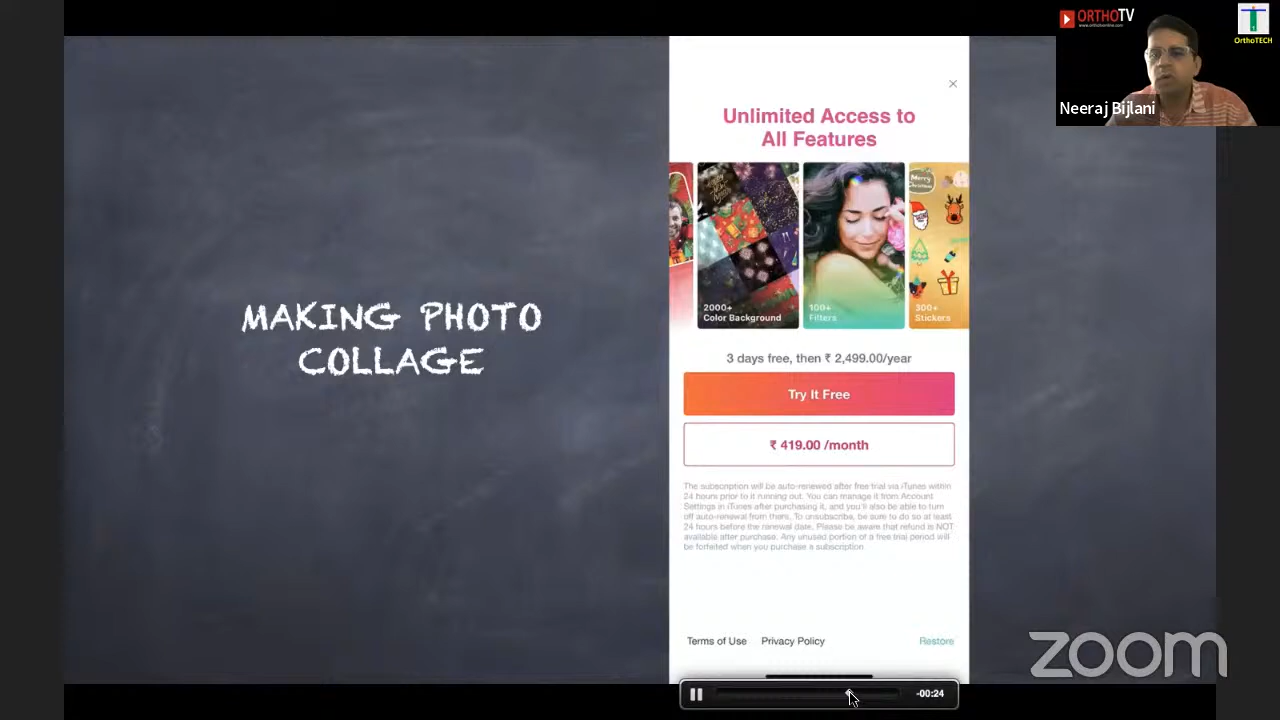 ORTHOTV
OrthoTECH
Neeraj Bijlani
MAKING PHOTO
COLLAGE
×
Unlimited Access to
All Features
Merry
Christmas
2000+
Color Background
100+
Filters
300+
Stickers
3 days free, then ₹ 2,499.00/year
Try It Free
₹ 419.00 /month
The subscription will be auto-renewed after free trial via iTunes within
24 hours prior to it running out. You can manage it from Account
Settings in iTunes after purchasing it, and you'll also be able to turn
off auto-renewal from there. To unsubscribe, be sure to do so at least
24 hours before the renewal date. Please be aware that refund is NOT
available after purchase. Any unused portion of a free trial period will
be forfeited when you purchase a subscription
Terms of Use Privacy Policy Restore
zoom
-00:24